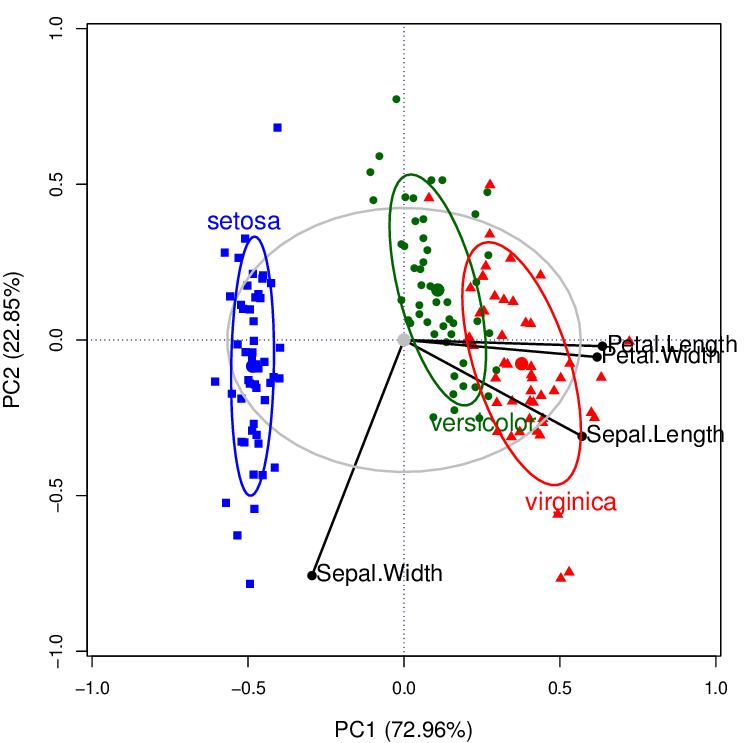 1.0
0.5
setosa
0.0
Petal.Length
Petal.Width
PC2 (22.85%)
versicolor
Sepal.Length
−0.5
virginica
Sepal.Width
−1.0
−1.0 −0.5 0.0 0.5 1.0
PC1 (72.96%)